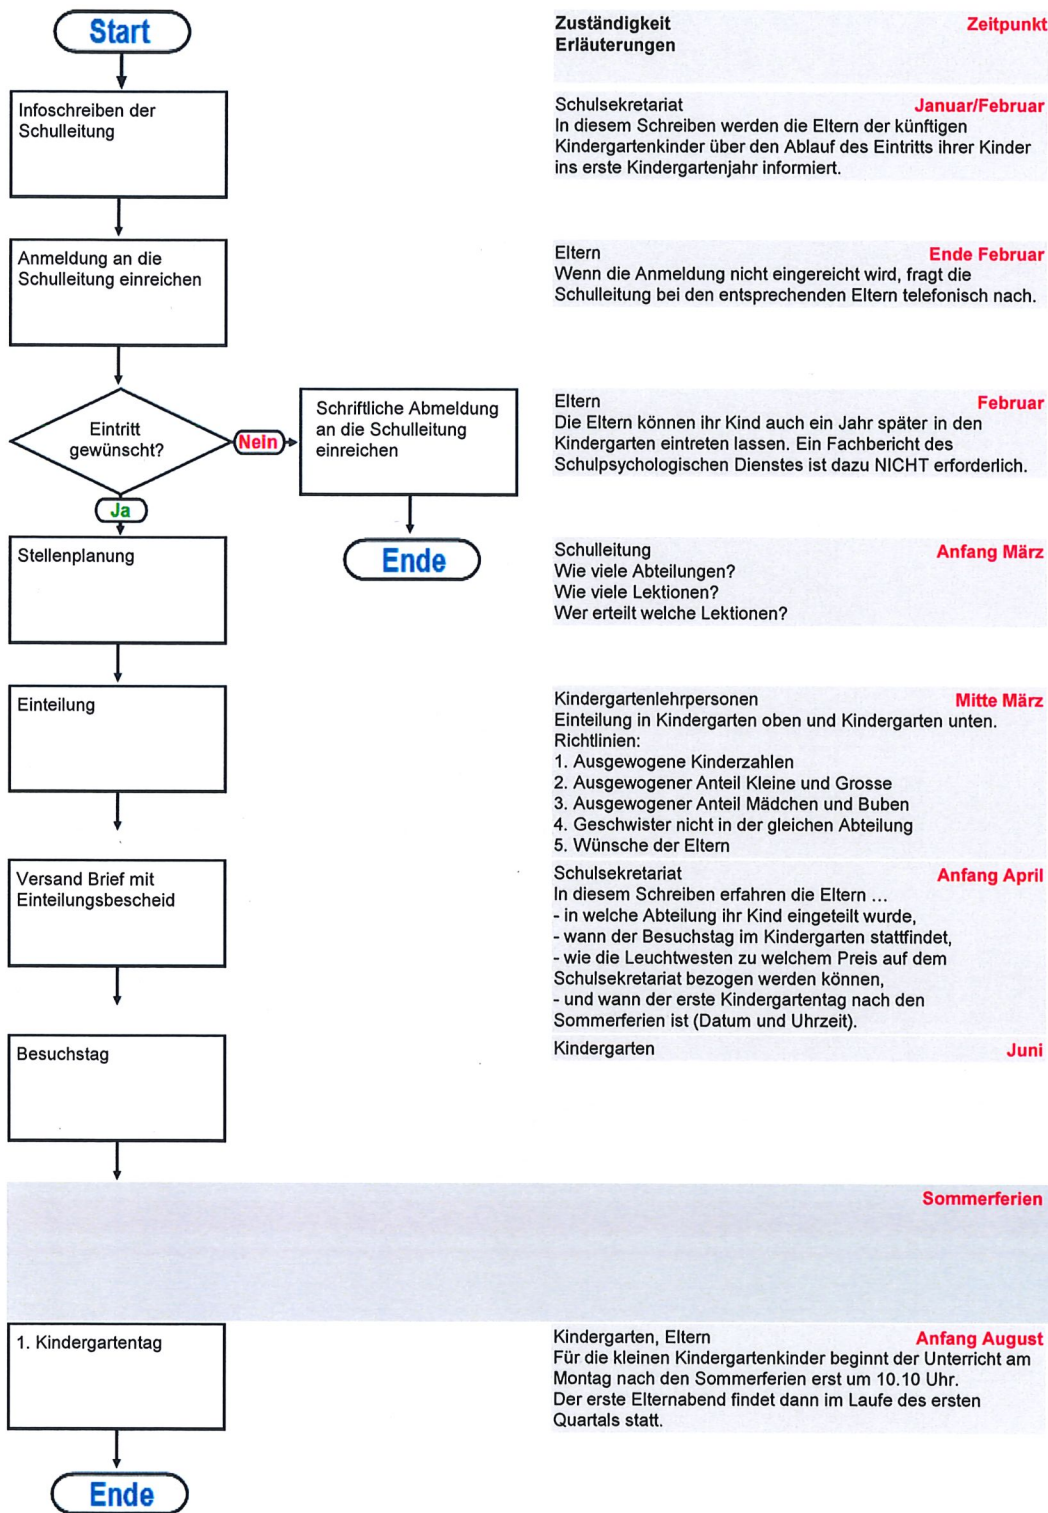 Start
Zuständigkeit Zeitpunkt
Erläuterungen
Infoschreiben der
Schulleitung
Schulsekretariat Januar/Februar
In diesem Schreiben werden die Eltern der künftigen
Kindergartenkinder über den Ablauf des Eintritts ihrer Kinder
ins erste Kindergartenjahr informiert.
Anmeldung an die
Schulleitung einreichen
Eltern Ende Februar
Wenn die Anmeldung nicht eingereicht wird, fragt die
Schulleitung bei den entsprechenden Eltern telefonisch nach.
Eintritt
gewünscht?
Nein
Schriftliche Abmeldung
an die Schulleitung
einreichen
Eltern Februar
Die Eltern können ihr Kind auch ein Jahr später in den
Kindergarten eintreten lassen. Ein Fachbericht des
Schulpsychologischen Dienstes ist dazu NICHT erforderlich.
Ja
Ende
Stellenplanung
Schulleitung Anfang März
Wie viele Abteilungen?
Wie viele Lektionen?
Wer erteilt welche Lektionen?
Einteilung
Kindergartenlehrpersonen Mitte März
Einteilung in Kindergarten oben und Kindergarten unten.
Richtlinien:
1. Ausgewogene Kinderzahlen
2. Ausgewogener Anteil Kleine und Grosse
3. Ausgewogener Anteil Mädchen und Buben
4. Geschwister nicht in der gleichen Abteilung
5. Wünsche der Eltern
Versand Brief mit
Einteilungsbescheid
Schulsekretariat Anfang April
In diesem Schreiben erfahren die Eltern …
- in welche Abteilung ihr Kind eingeteilt wurde,
- wann der Besuchstag im Kindergarten stattfindet,
- wie die Leuchtwesten zu welchem Preis auf dem
Schulsekretariat bezogen werden können,
- und wann der erste Kindergartentag nach den
Sommerferien ist (Datum und Uhrzeit).
Besuchstag
Kindergarten Juni
Sommerferien
1. Kindergartentag
Kindergarten, Eltern Anfang August
Für die kleinen Kindergartenkinder beginnt der Unterricht am
Montag nach den Sommerferien erst um 10.10 Uhr.
Der erste Elternabend findet dann im Laufe des ersten
Quartals statt.
Ende